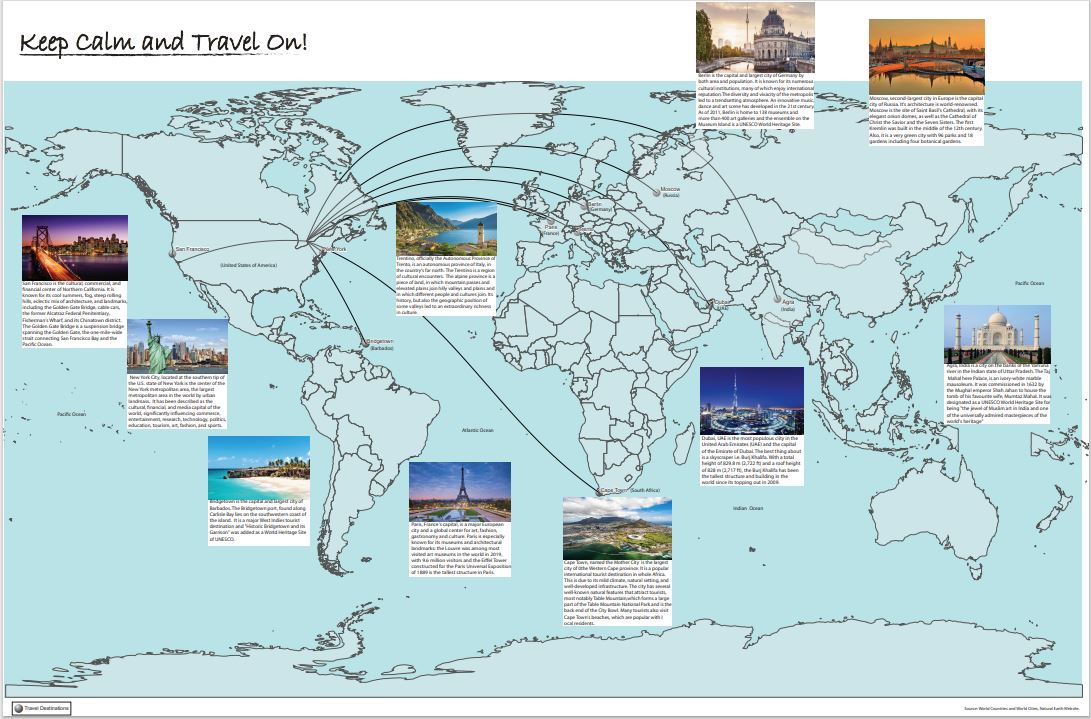 Keep Calm and Travel On!
Berlin is the capital and largest city of Germany by
both area and population. It is known for its numerous
cultural institutions, many of which enjoy international
reputation.The diversity and vivacity of the metropolis
led to a trendsetting atmosphere. An innovative music,
dance and art scene has developed in the 21st century.
As of 2011, Berlin is home to 138 museums and
more than 400 art galleries and the ensemble on the
Museum Island is a UNESCO World Heritage Site.
Moscow, second-largest city in Europe is the capital
city of Russia. It's architecture is world-renowned.
Moscow is the site of Saint Basil's Cathedral, with its
elegant onion domes, as well as the Cathedral of
Christ the Savior and the Seven Sisters. The first
Kremlin was built in the middle of the 12th century.
Also, it is a very green city with 96 parks and 18
gardens including four botanical gardens.
Moscow
(Russia)
Berlin
(Germany)
Paris
(France)
San Francisco
New York
(United States of America)
Trentino, officially the Autonomous Province of
Trento, is an autonomous province of Italy, in
the country's far north. The Trentino is a region
of cultural encounters. The alpine province is a
piece of land, in which mountain passes and
elevated plains join hilly valleys and plains and
in which different people and cultures join. Its
history, but also the geographic position of
some valleys led to an extraordinary richness
in culture.
San Francisco is the cultural, commercial, and
financial center of Northern California. It is
known for its cool summers, fog, steep rolling
hills, eclectic mix of architecture, and landmarks,
including the Golden Gate Bridge, cable cars,
the former Alcatraz Federal Penitentiary,
Fisherman's Wharf, and its Chinatown district.
The Golden Gate Bridge is a suspension bridge
spanning the Golden Gate, the one-mile-wide
strait connecting San Francisco Bay and the
Pacific Ocean.
Pacific Ocean
Dubai
(UAE)
Agra
(India)
Bridgetown
(Barbados)
Agra, India is a city on the banks of the Yamuna
river in the Indian state of Uttar Pradesh. The Taj
Mahal here Palace, is an ivory-white marble
mausoleum. It was commissioned in 1632 by
the Mughal emperor Shah Jahan to house the
tomb of his favourite wife, Mumtaz Mahal. It was
designated as a UNESCO World Heritage Site for
being "the jewel of Muslim art in India and one
of the universally admired masterpieces of the
world's heritage"
New York City, located at the southern tip of
the U.S. state of New York is the center of the
New York metropolitan area, the largest
metropolitan area in the world by urban
landmass. It has been described as the
cultural, financial, and media capital of the
world, significantly influencing commerce,
entertainment, research, technology, politics,
education, tourism, art, fashion, and sports.
Pacific Ocean
Atlantic Ocean
Dubai, UAE is the most populous city in the
United Arab Emirates (UAE) and the capital
of the Emirate of Dubai. The best thing about
is a skyscraper i.e. Burj Khalifa. With a total
height of 829.8 m (2,722 ft) and a roof height
of 828 m (2,717 ft), the Burj Khalifa has been
the tallest structure and building in the
world since its topping out in 2009.
Cape Town (South Africa)
Bridgetown is the capital and largest city of
Barbados. The Bridgetown port, found along
Carlisle Bay lies on the southwestern coast of
the island. It is a major West Indies tourist
destination and "Historic Bridgetown and its
Garrison" was added as a World Heritage Site
of UNESCO.
Indian Ocean
Paris, France's capital, is a major European
city and a global center for art, fashion,
gastronomy and culture. Paris is especially
known for its museums and architectural
landmarks: the Louvre was among most
visited art museums in the world in 2019,
with 9.6 million visitors and the Eiffel Tower
constructed for the Paris Universal Exposition
of 1889 is the tallest structure in Paris.
Cape Town, named the Mother City is the largest
city of 0the Western Cape province. It is a popular
international tourist destination in whole Africa.
This is due to its mild climate, natural setting, and
well-developed infrastructure. The city has several
well-known natural features that attract tourists,
most notably Table Mountain,which forms a large
part of the Table Mountain National Park and is the
back end of the City Bowl. Many tourists also visit
Cape Town's beaches, which are popular with l
ocal residents.
Travel Destinations
Source: World Countries and World Cities, Natural Earth Website.